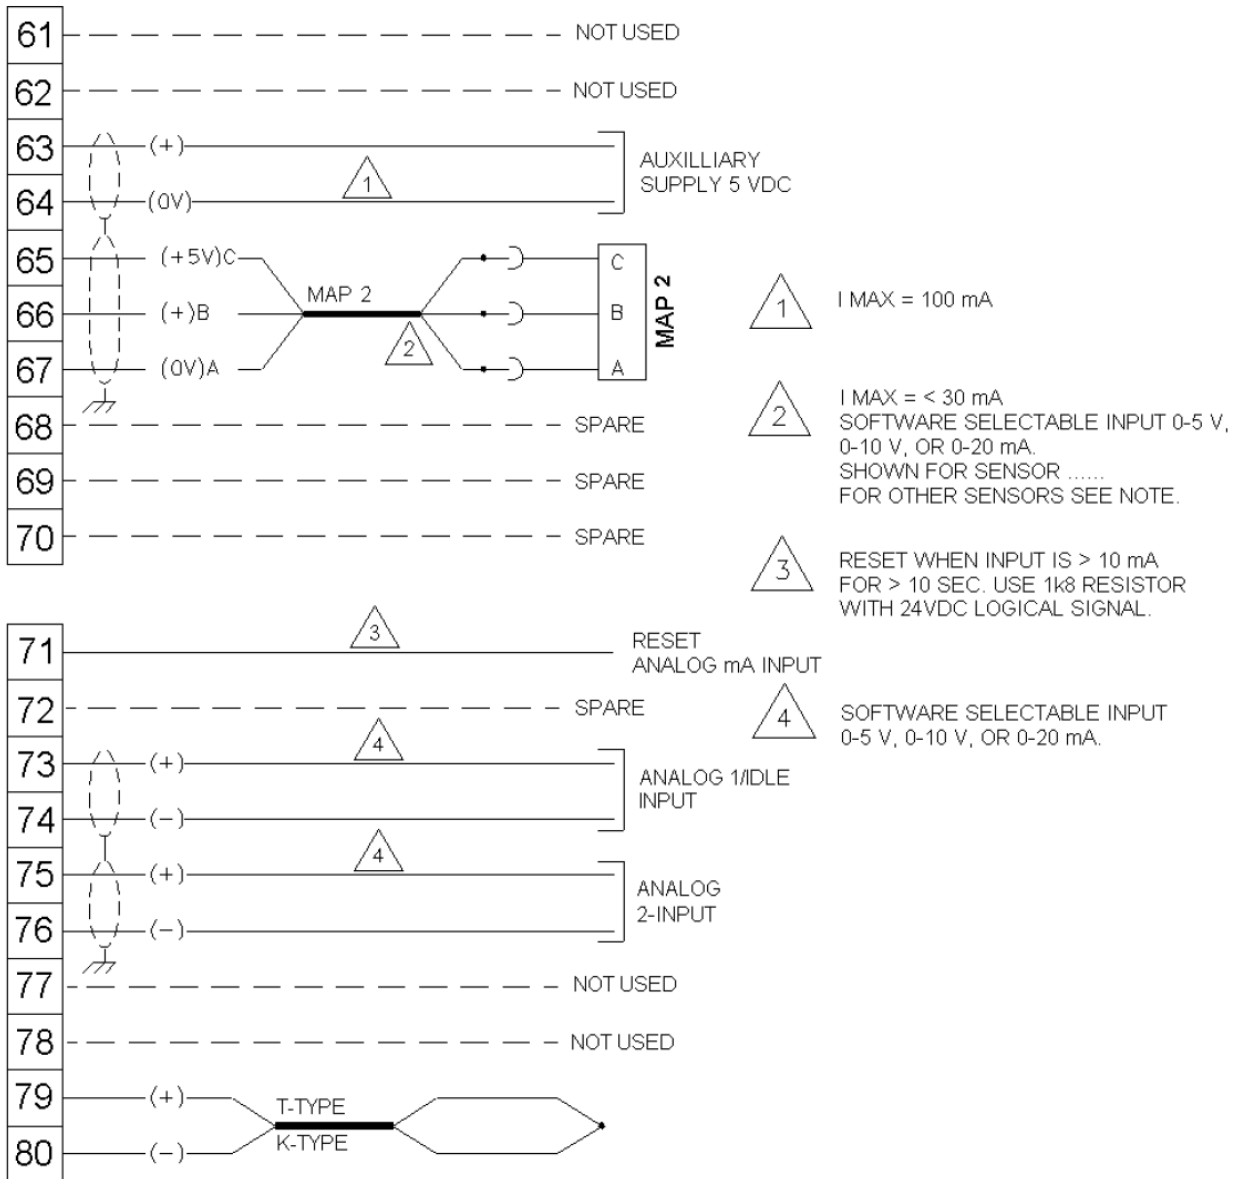 61
NOT USED
62
NOT USED
63
(+)
64
(0V)
1
AUXILLIARY
SUPPLY 5 VDC
65
(+5V)C
66
(+)B
67
(0V)A
MAP 2
2
C
B
A
MAP 2
68
SPARE
69
SPARE
70
SPARE
1
I MAX = 100 mA
2
I MAX = < 30 mA
SOFTWARE SELECTABLE INPUT 0-5 V,
0-10 V, OR 0-20 mA.
SHOWN FOR SENSOR ......
FOR OTHER SENSORS SEE NOTE.
3
RESET WHEN INPUT IS > 10 mA
FOR > 10 SEC. USE 1k8 RESISTOR
WITH 24VDC LOGICAL SIGNAL.
4
SOFTWARE SELECTABLE INPUT
0-5 V, 0-10 V, OR 0-20 mA.
71
3
RESET
ANALOG mA INPUT
72
SPARE
73
(+)
4
74
(-)
ANALOG 1/IDLE
INPUT
75
(+)
4
76
(-)
ANALOG
2-INPUT
77
NOT USED
78
NOT USED
79
(+)
80
(-)
T-TYPE
K-TYPE